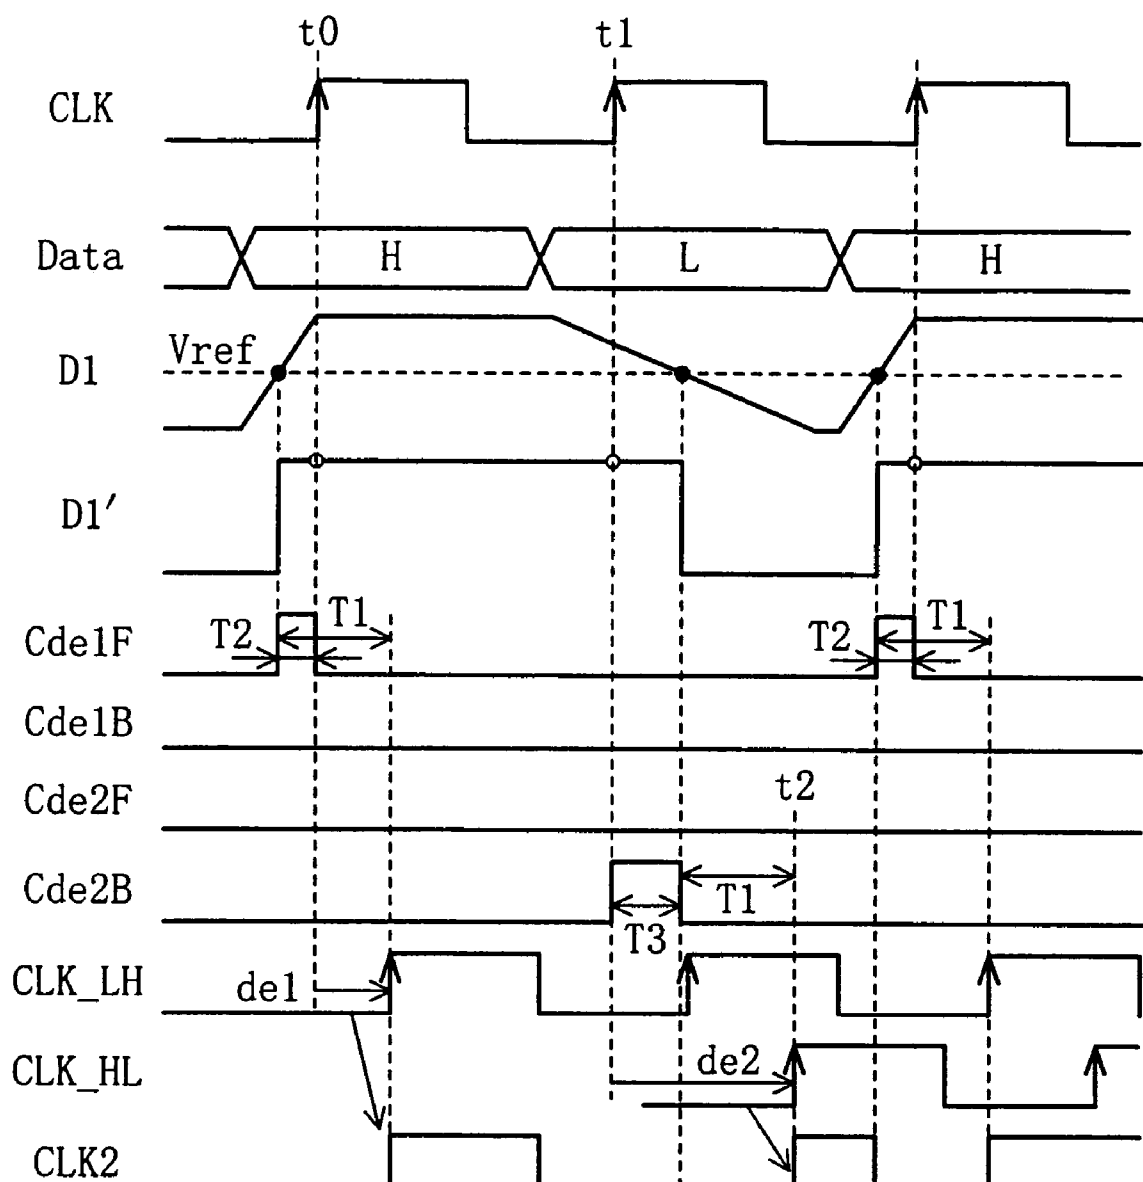 t0 t1
CLK
Data H L H
Vref
D1
D1′
T1 T1
T2 T2
Cde1F
Cde1B
t2
Cde2F
Cde2B
T1
T3
CLK_LH de1
CLK_HL de2
CLK2